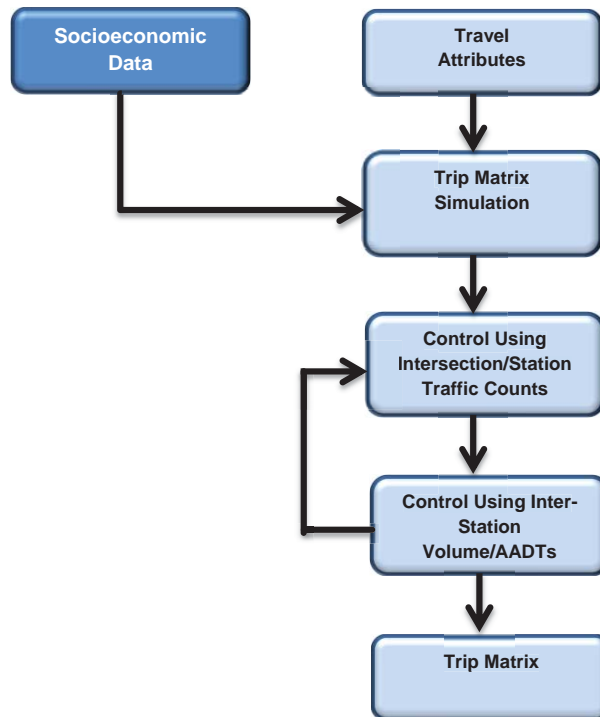 Socioeconomic
Data
Travel
Attributes
Trip Matrix
Simulation
Control Using
Intersection/Station
Traffic Counts
Control Using Inter-
Station
Volume/AADTs
Trip Matrix